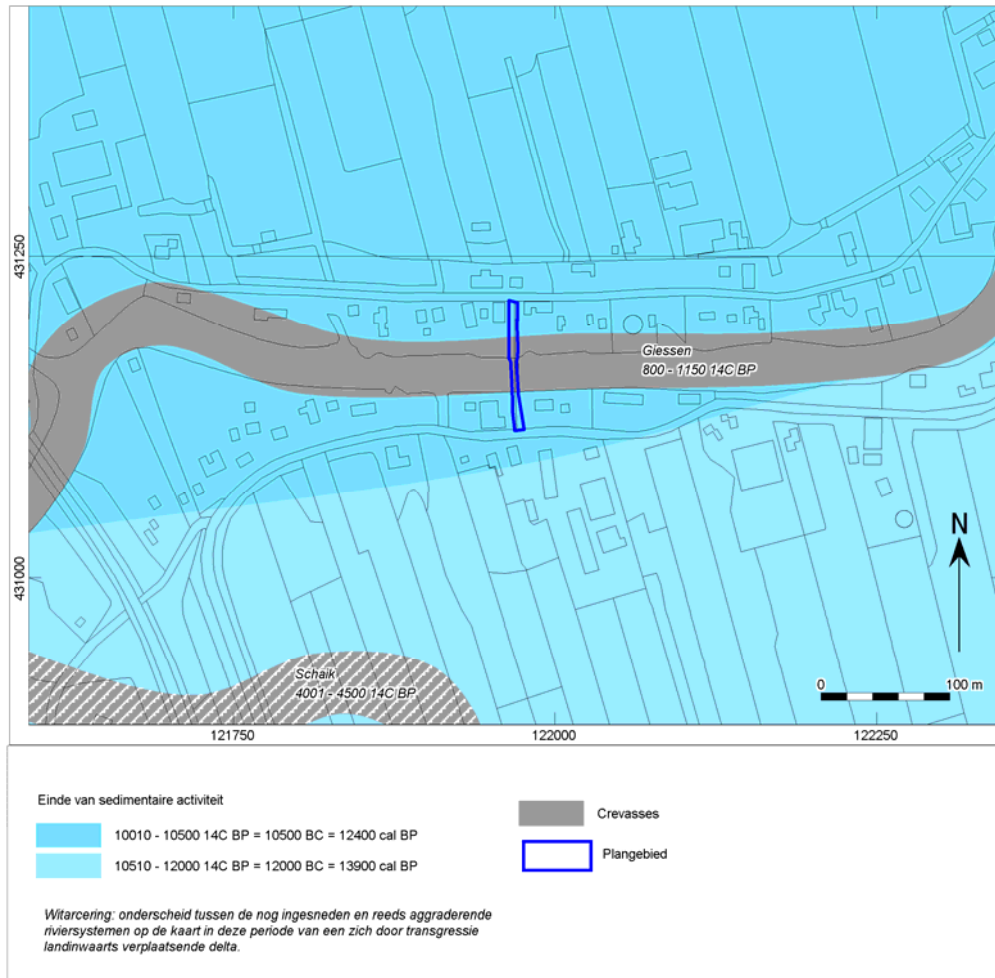 431250
Giessen
800 - 1150 14C BP
431000
N
Schaik
4001 - 4500 14C BP
0 100 m
121750 122000 122250
Einde van sedimentaire activiteit
10010 - 10500 14C BP = 10500 BC = 12400 cal BP
10510 - 12000 14C BP = 12000 BC = 13900 cal BP
Crevasses
Plangebied
Witarcering: onderscheid tussen de nog ingesneden en reeds aggraderende
riviersystemen op de kaart in deze periode van een zich door transgressie
landinwaarts verplaatsende delta.